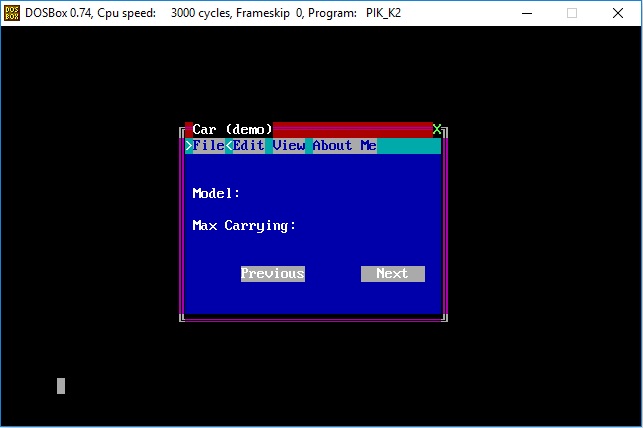 DOSBox 0.74, Cpu speed: 3000 cycles, Frameskip 0, Program: PIK_K2
Car (demo) X
>File<Edit View About Me
Model:
Max Carrying:
Previous Next